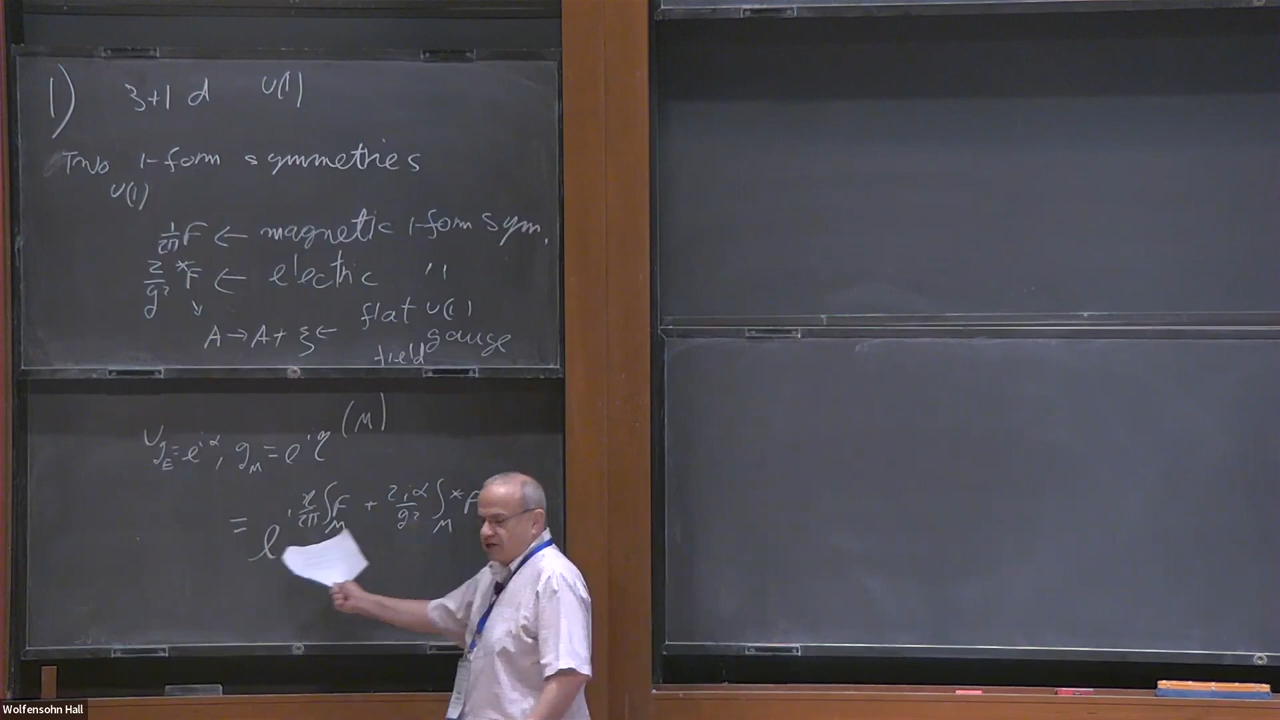 1) 3+1 d U(1)
Two 1-form symmetries
U(1)
1/2π F ← magnetic 1-form sym.
2/g² *F ← electric "
↓
A→A+ξ ← flat U(1)
gauge
field
U g_E = e^{iα}, g_M = e^{iη} (M)
= e^{i η/2π ∫_M F + 2iα/g² ∫_M *F
Wolfensohn Hall